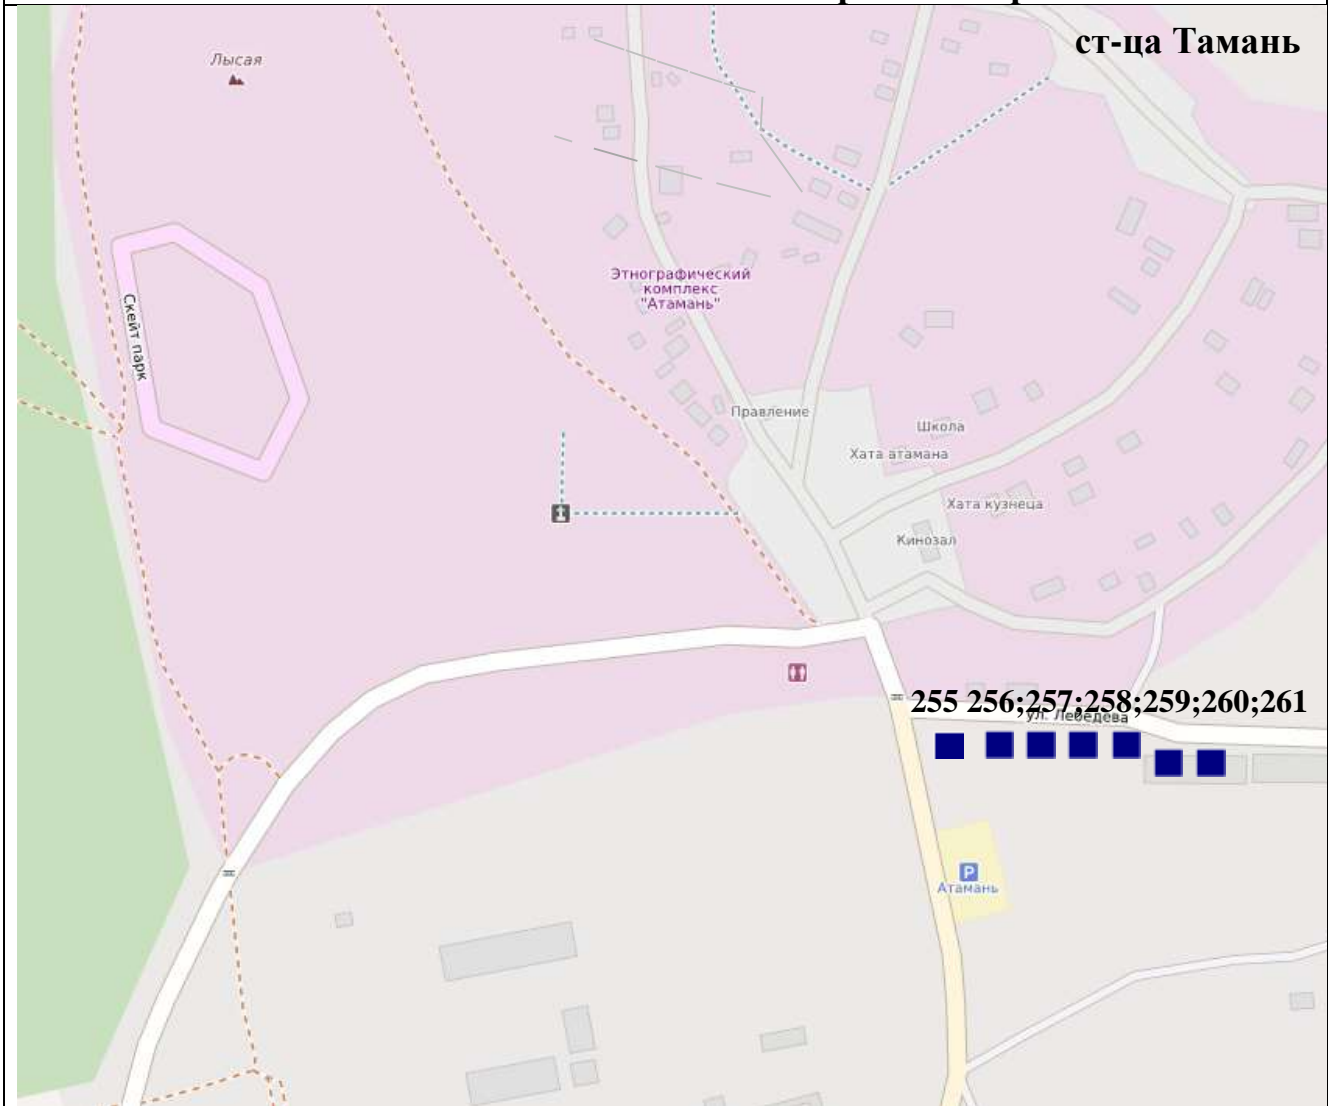 ст-ца Тамань
Лысая
Этнографический
комплекс
"Атамань"
Скейт парк
Правление
Школа
Хата атамана
Хата кузнеца
Кинозал
255 256;257;258;259;260;261
ул. Лебедева
P
Атамань